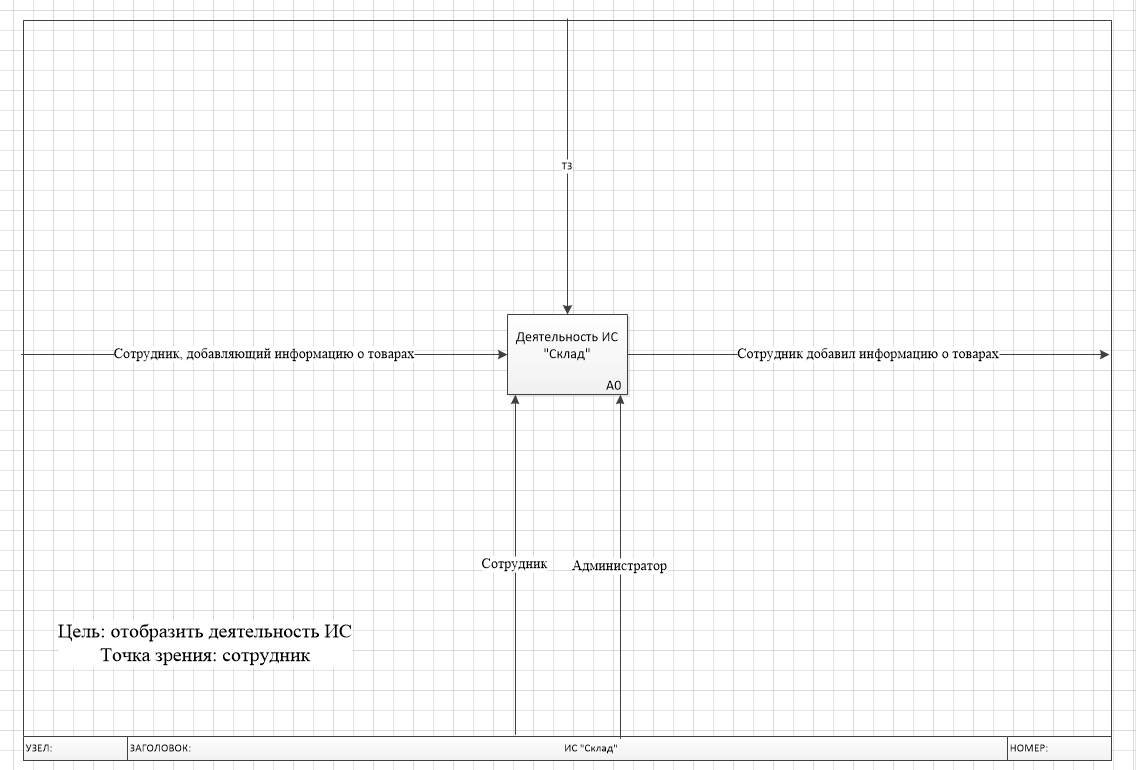 ТЗ
Деятельность ИС
"Склад"
A0
Сотрудник, добавляющий информацию о товарах
Сотрудник добавил информацию о товарах
Сотрудник
Администратор
Цель: отобразить деятельность ИС
Точка зрения: сотрудник
УЗЕЛ:
ЗАГОЛОВОК:
ИС "Склад"
НОМЕР: